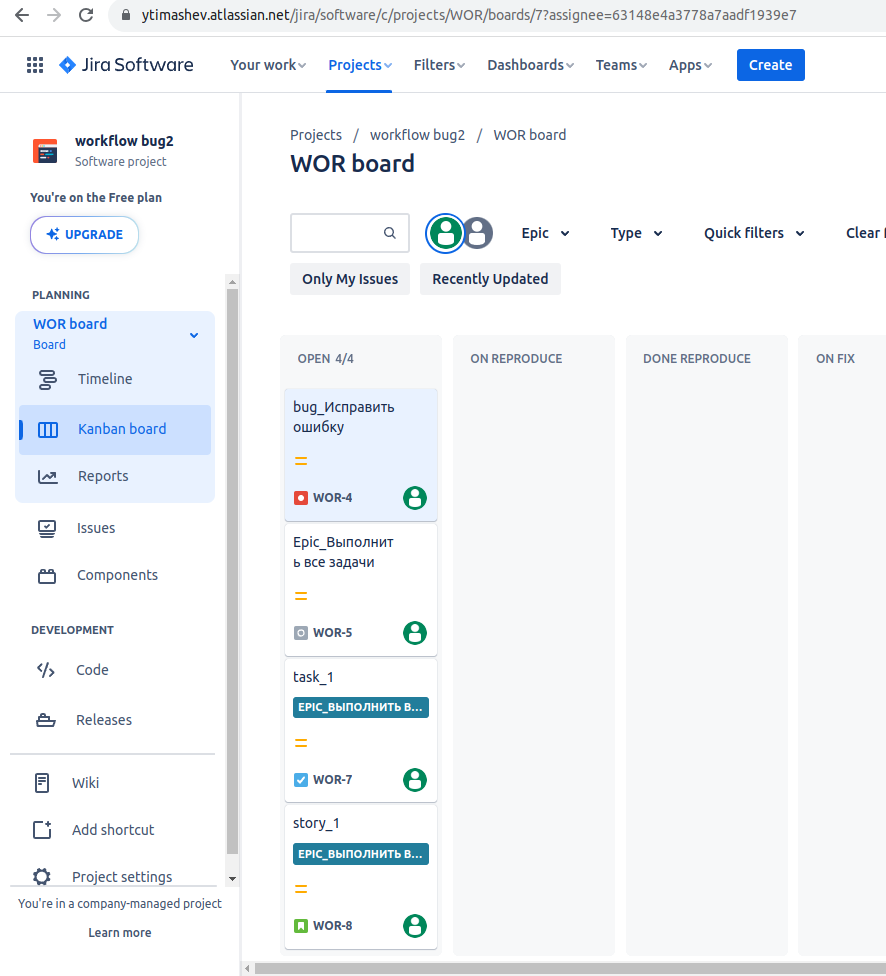 ytimashev.atlassian.net/jira/software/c/projects/WOR/boards/7?assignee=63148e4a3778a7aadf1939e7
Jira Software
Your work
Projects
Filters
Dashboards
Teams
Apps
Create
workflow bug2
Software project
You're on the Free plan
UPGRADE
PLANNING
WOR board
Board
Timeline
Kanban board
Reports
Issues
Components
DEVELOPMENT
Code
Releases
Wiki
Add shortcut
Project settings
You're in a company-managed project
Learn more
Projects / workflow bug2 / WOR board
WOR board
Epic
Type
Quick filters
Clear
Only My Issues
Recently Updated
OPEN 4/4
ON REPRODUCE
DONE REPRODUCE
ON FIX
bug_Исправить
ошибку
WOR-4
Epic_Выполнит
ь все задачи
WOR-5
task_1
EPIC_ВЫПОЛНИТЬ В...
WOR-7
story_1
EPIC_ВЫПОЛНИТЬ В...
WOR-8